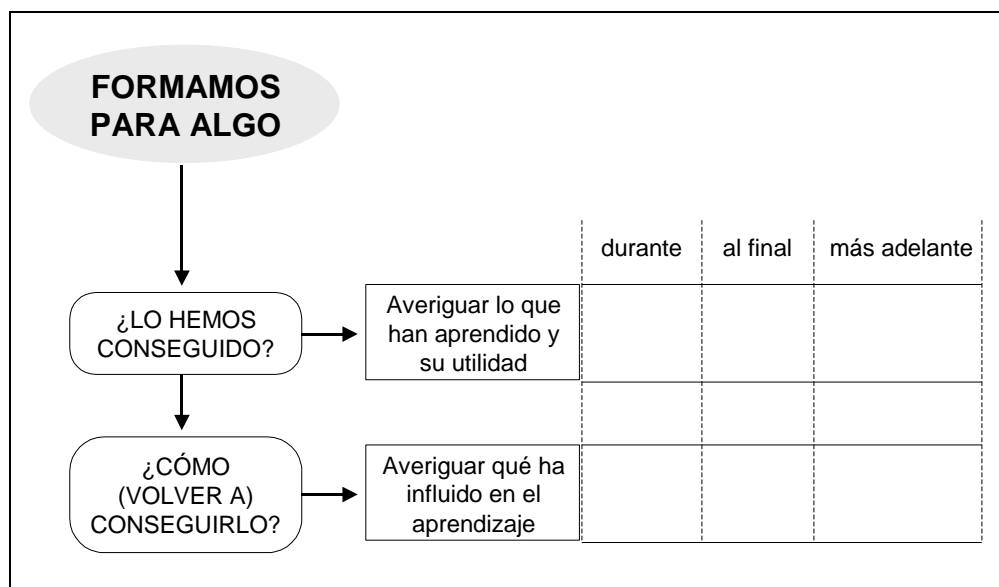 FORMAMOS
PARA ALGO
durante
al final
más adelante
¿LO HEMOS
CONSEGUIDO?
Averiguar lo que
han aprendido y
su utilidad
¿CÓMO
(VOLVER A)
CONSEGUIRLO?
Averiguar qué ha
influido en el
aprendizaje